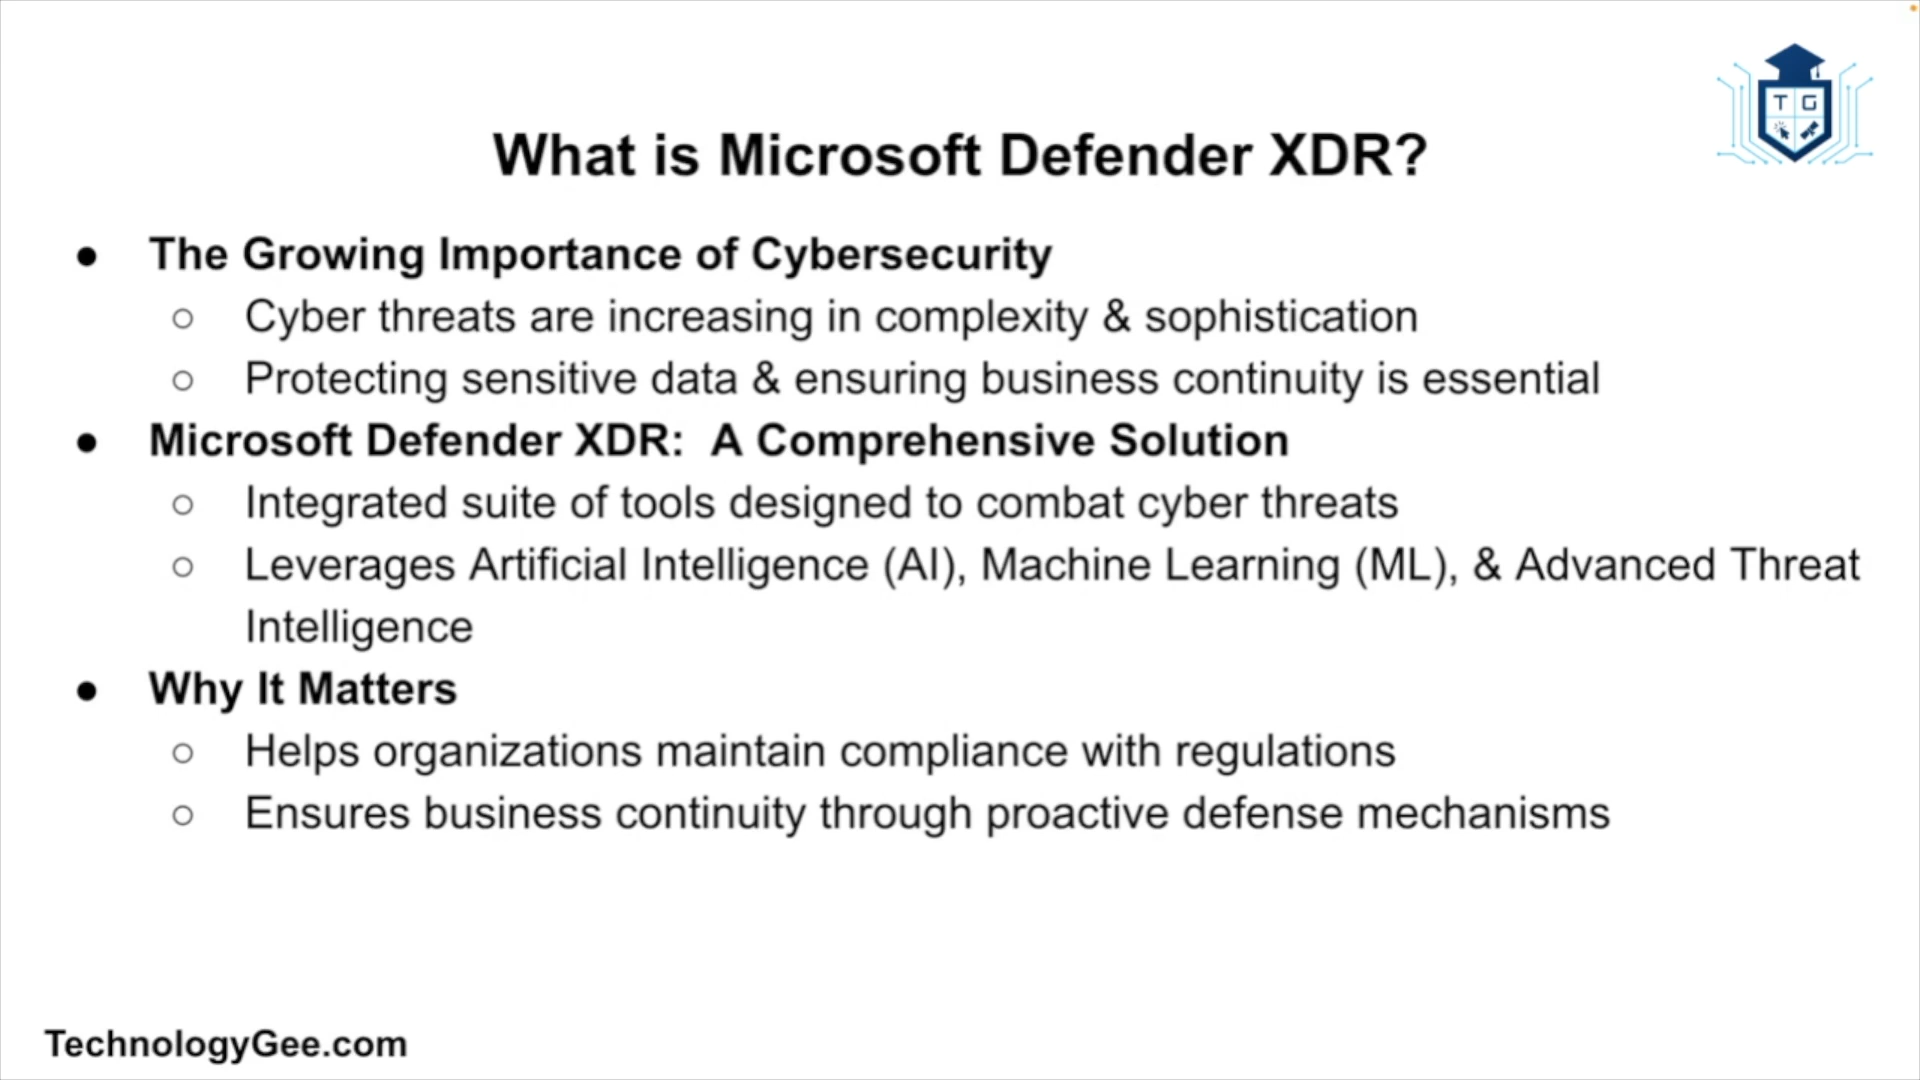 T G
What is Microsoft Defender XDR?
● The Growing Importance of Cybersecurity
○ Cyber threats are increasing in complexity & sophistication
○ Protecting sensitive data & ensuring business continuity is essential
● Microsoft Defender XDR:  A Comprehensive Solution
○ Integrated suite of tools designed to combat cyber threats
○ Leverages Artificial Intelligence (AI), Machine Learning (ML), & Advanced Threat
Intelligence
● Why It Matters
○ Helps organizations maintain compliance with regulations
○ Ensures business continuity through proactive defense mechanisms
TechnologyGee.com